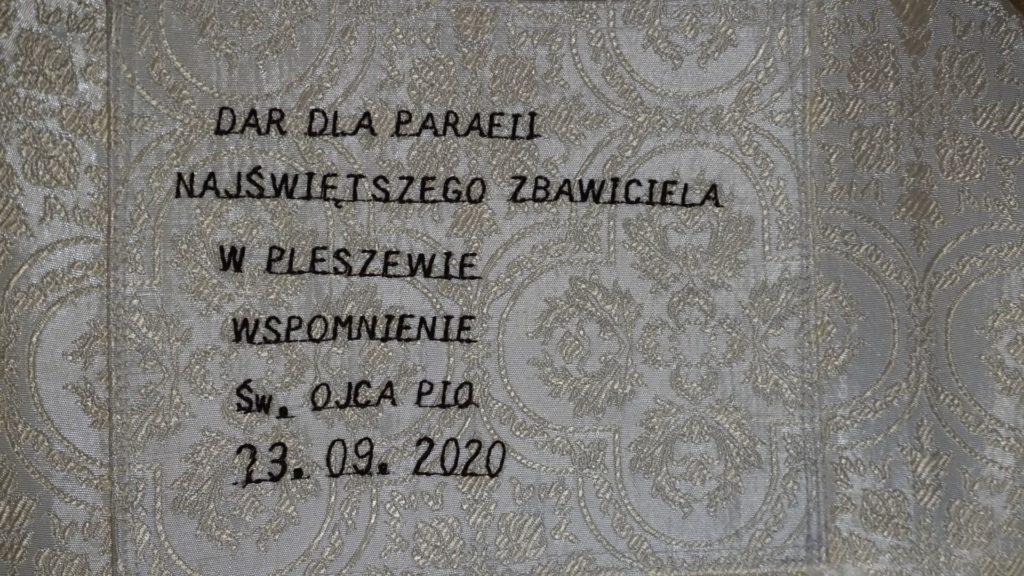 DAR DLA PARAFII
NAJŚWIĘTSZEGO ZBAWICIELA
W PLESZEWIE
WSPOMNIENIE
ŚW. OJCA PIO
23. 09. 2020